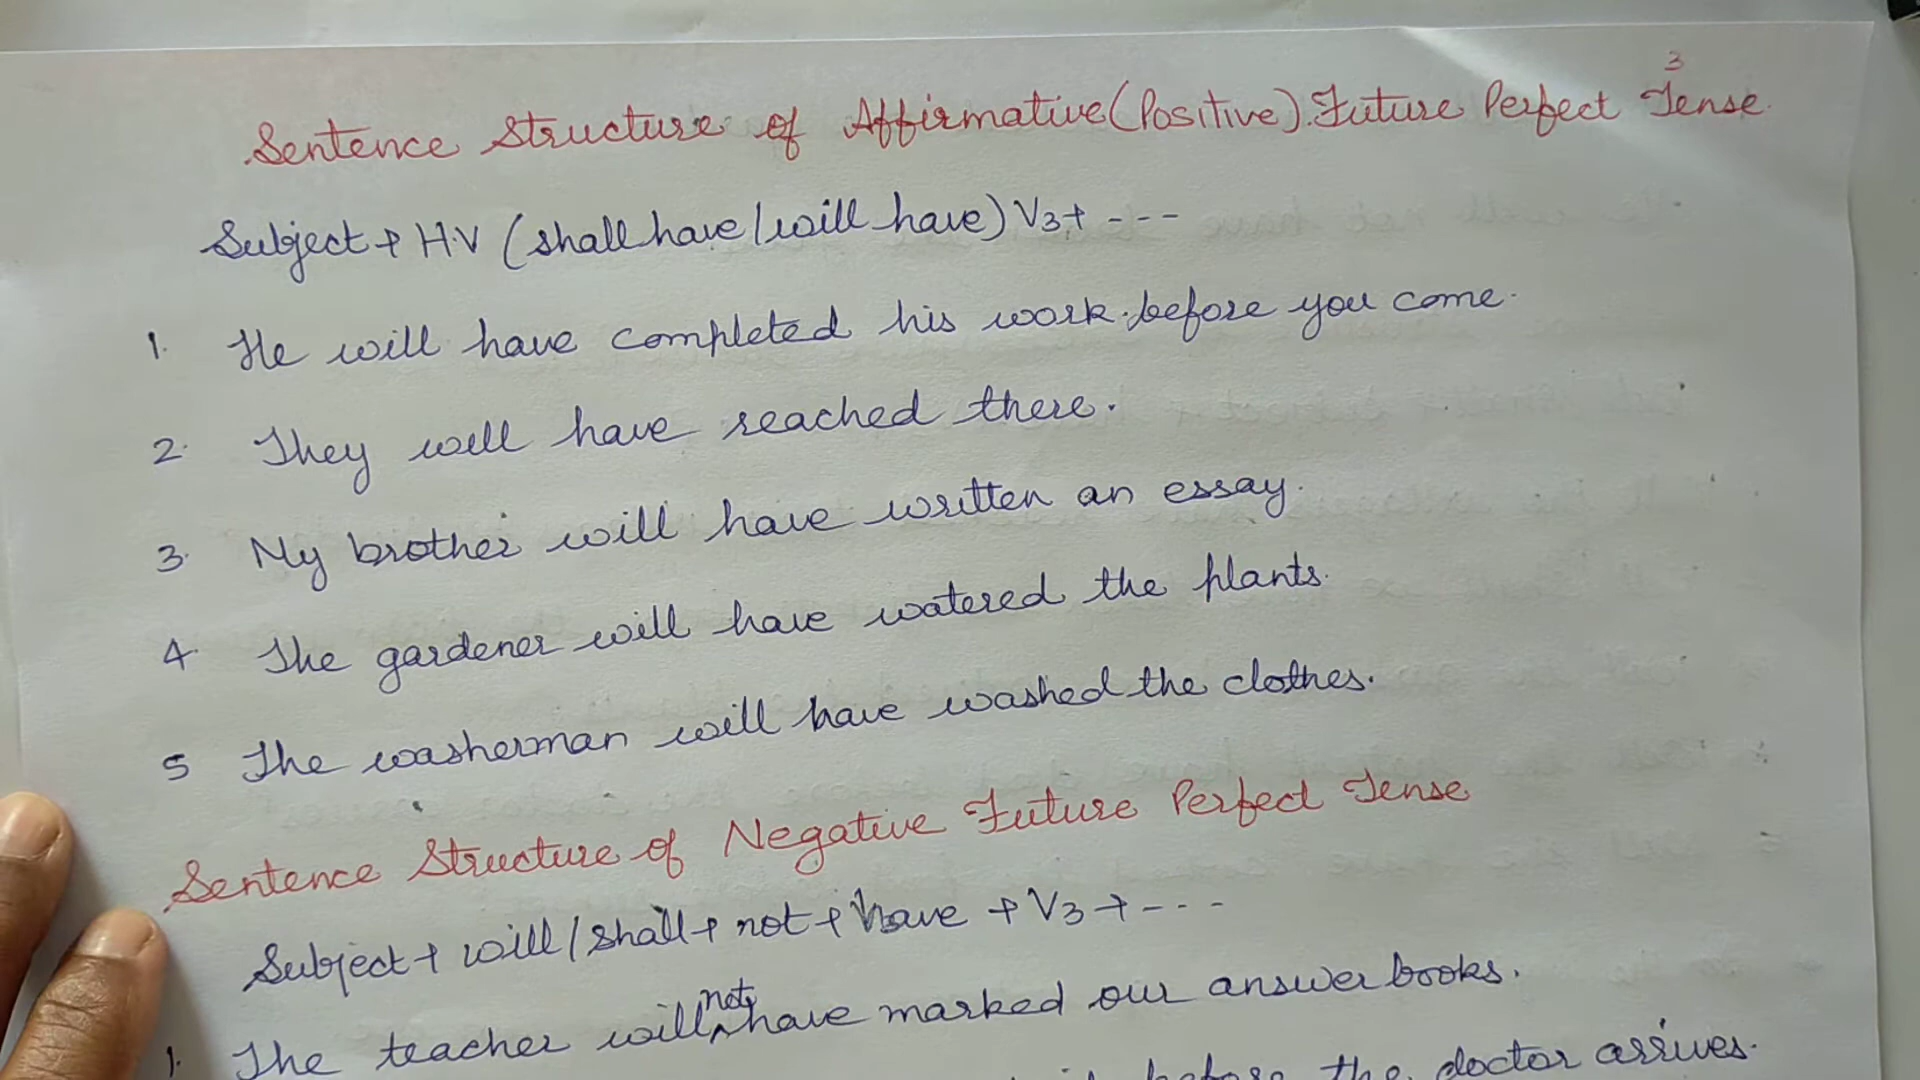 3
Sentence Structure of Affirmative (Positive). Future Perfect Tense.
Subject + H.V (shall have / will have) V3 + ---
1. He will have completed his work. before you come.
2. They will have reached there.
3. My brother will have written an essay.
4. The gardener will have watered the plants.
5 The washerman will have washed the clothes.
Sentence Structure of Negative Future Perfect Tense
Subject + will / shall + not + have + V3 + ---
1. The teacher will not have marked our answer books.
before the doctor arrives.